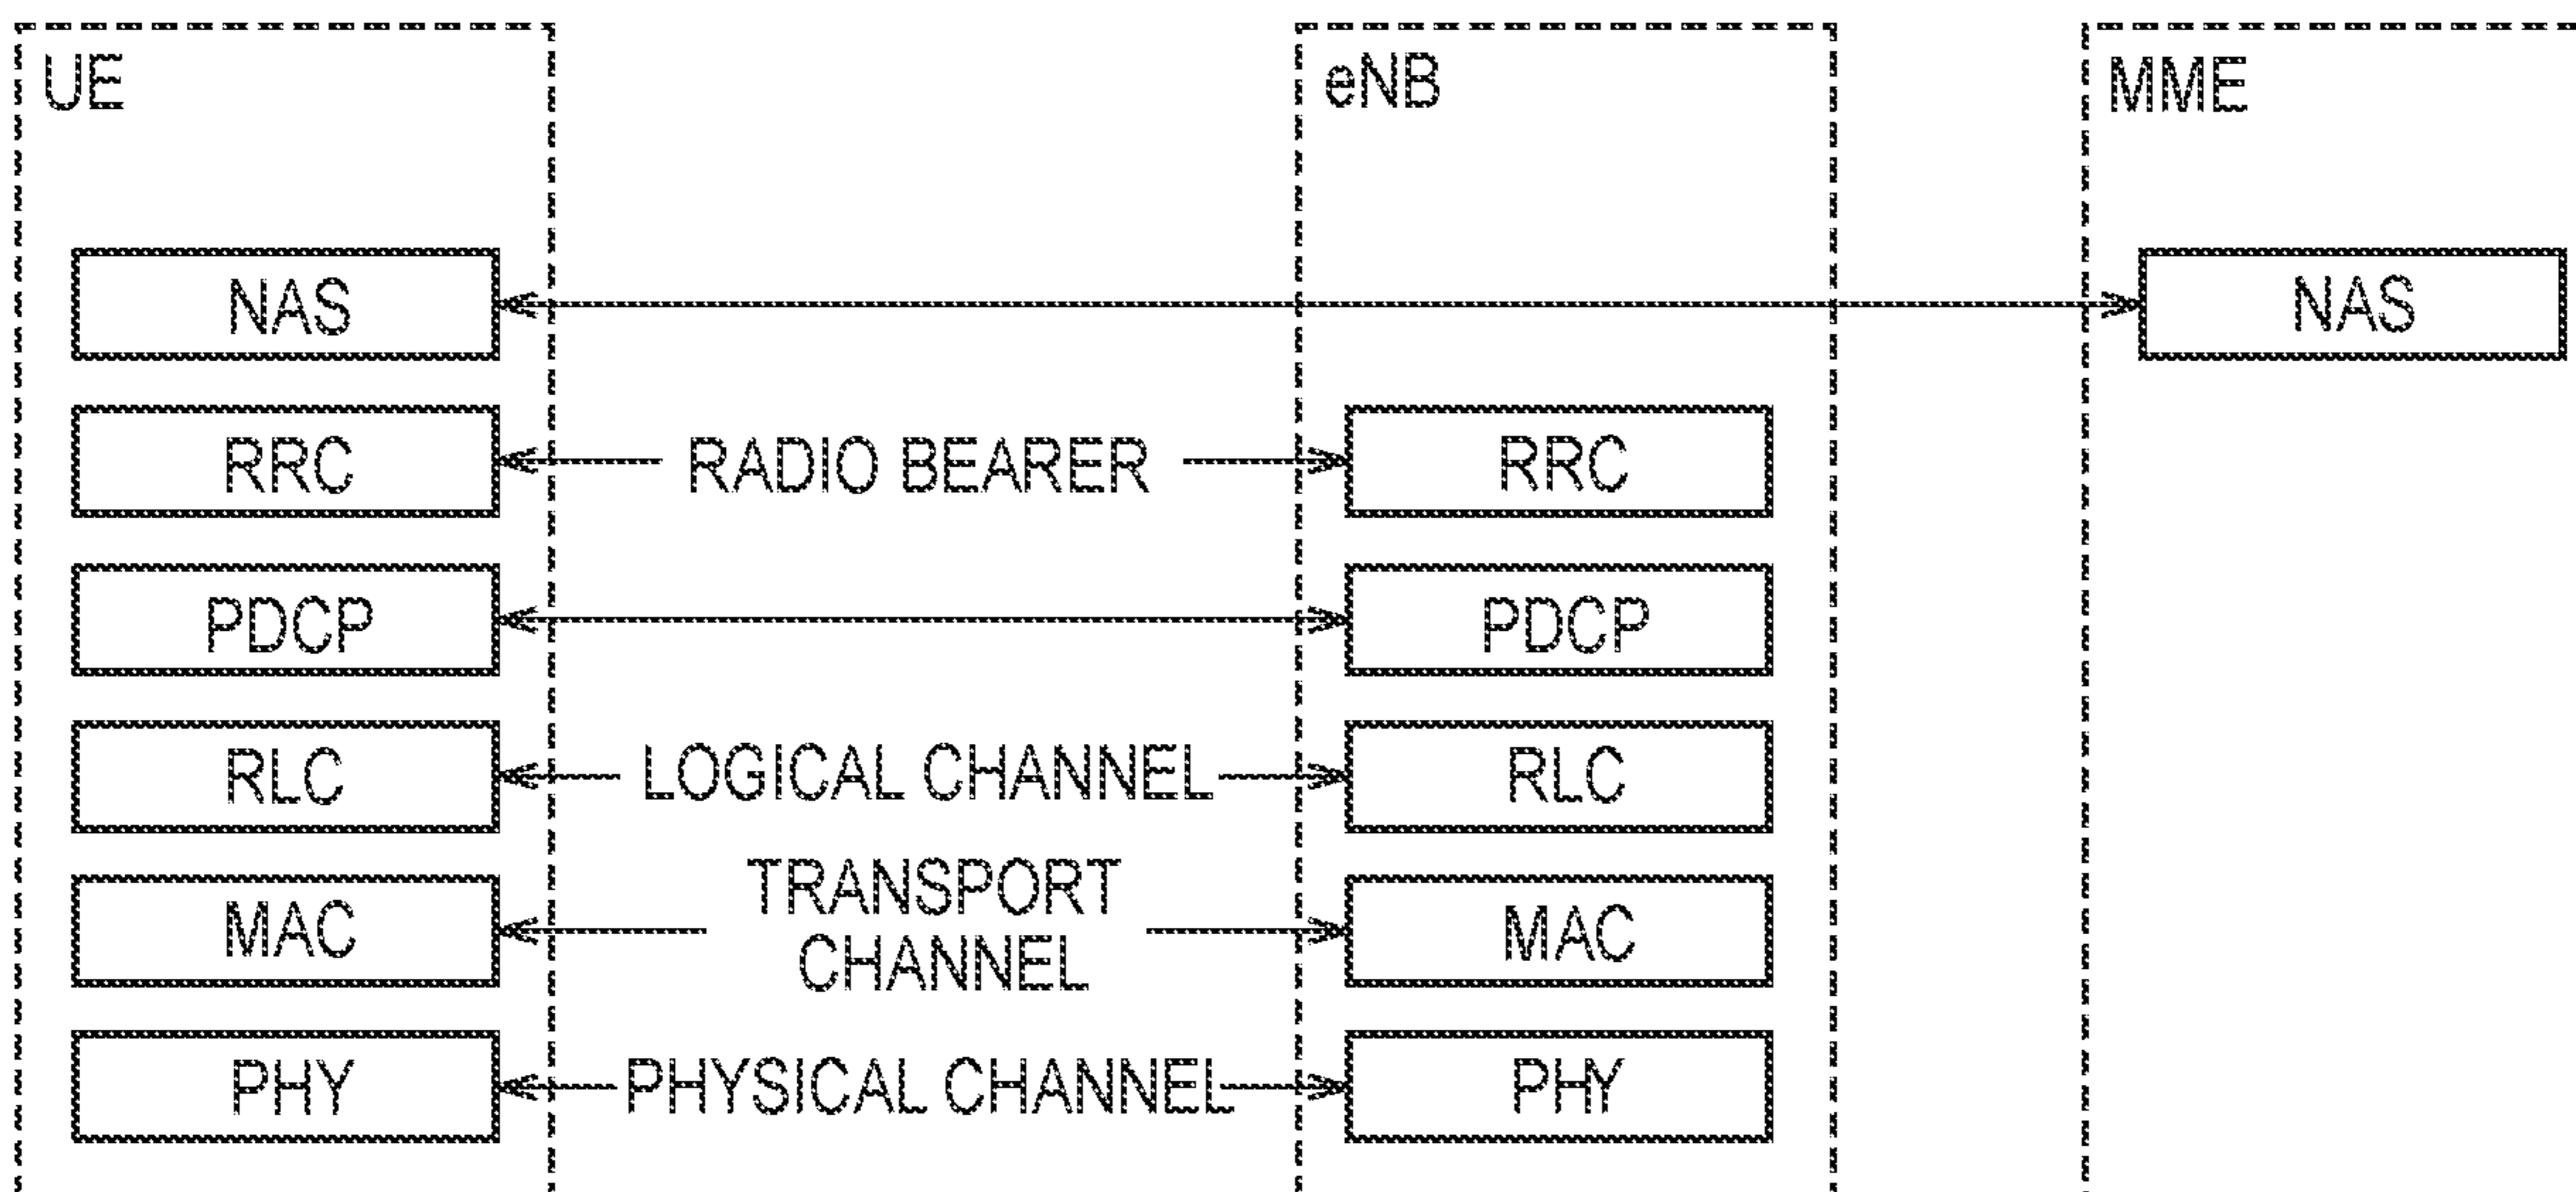 UE
eNB
MME
NAS
NAS
RRC
RADIO BEARER
RRC
PDCP
PDCP
RLC
LOGICAL CHANNEL
RLC
MAC
TRANSPORT
CHANNEL
MAC
PHY
PHYSICAL CHANNEL
PHY